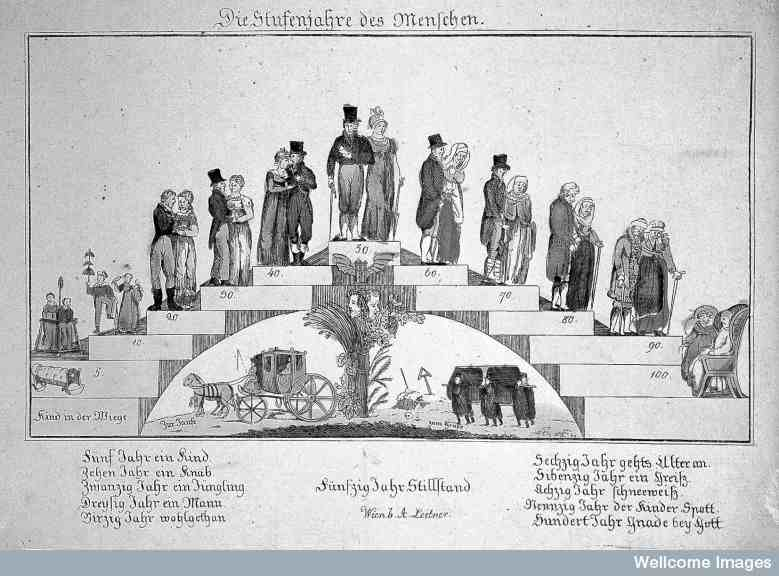 Die Stufenjahre des Menschen.
50.
40.
60.
30.
70.
20.
80.
10.
90.
5.
100.
Kind in der Wiege
Zur Taufe
zum Grabe
Fünf Jahr ein Kind.
Zehen Jahr ein Knab
Zwanzig Jahr ein Jüngling
Dreysig Jahr ein Mann
Virzig Jahr wohlgethan
Fünfzig Jahr Stillstand
Wien b. A. Leitner.
Sechzig Jahr gehts Alter an.
Sibenzig Jahr ein Greiß
Achzig Jahr schneeweiß.
Nennzig Jahr der Kinder Spott.
Hundert Jahr Gnade bey Gott
Wellcome Images